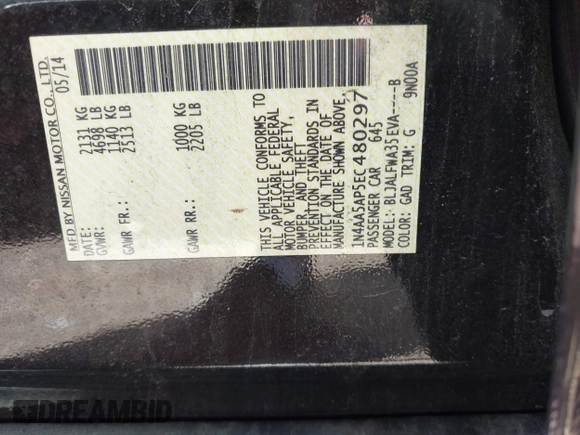 MFD BY NISSAN MOTOR CO., LTD.
05/14
GVWR: 2131 KG
4698 LB
GAWR FR.: 1140 KG
2513 LB
GAWR RR.: 1000 KG
2205 LB
THIS VEHICLE CONFORMS TO
ALL APPLICABLE FEDERAL
MOTOR VEHICLE SAFETY,
BUMPER, AND THEFT
PREVENTION STANDARDS IN
EFFECT ON THE DATE OF
MANUFACTURE SHOWN ABOVE.
1N4AA5AP5EC480297
PASSENGER CAR 645
MODEL: BLJALFWA35EVA----B
COLOR: GAD TRIM: G 9N00A
DREAMBID